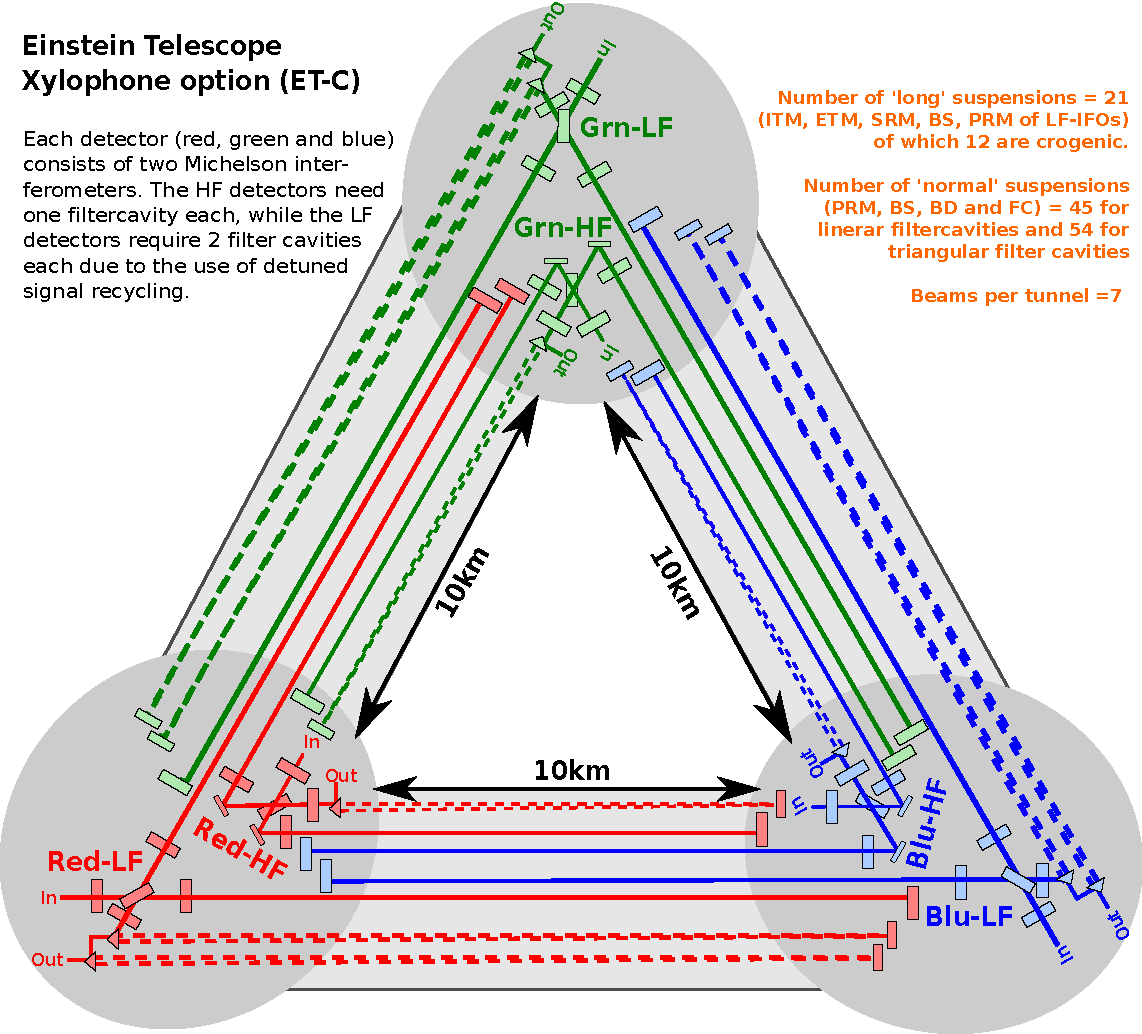 Einstein Telescope
Xylophone option (ET-C)
Each detector (red, green and blue)
consists of two Michelson inter-
ferometers. The HF detectors need
one filtercavity each, while the LF
detectors require 2 filter cavities
each due to the use of detuned
signal recycling.
Number of 'long' suspensions = 21
(ITM, ETM, SRM, BS, PRM of LF-IFOs)
of which 12 are crogenic.
Number of 'normal' suspensions
(PRM, BS, BD and FC) = 45 for
linerar filtercavities and 54 for
triangular filter cavities
Beams per tunnel =7
Out
In
Grn-LF
Grn-HF
In
Out
10km
10km
10km
In
Out
Red-HF
Red-LF
In
Out
Out
In
Blu-HF
Blu-LF
In
Out